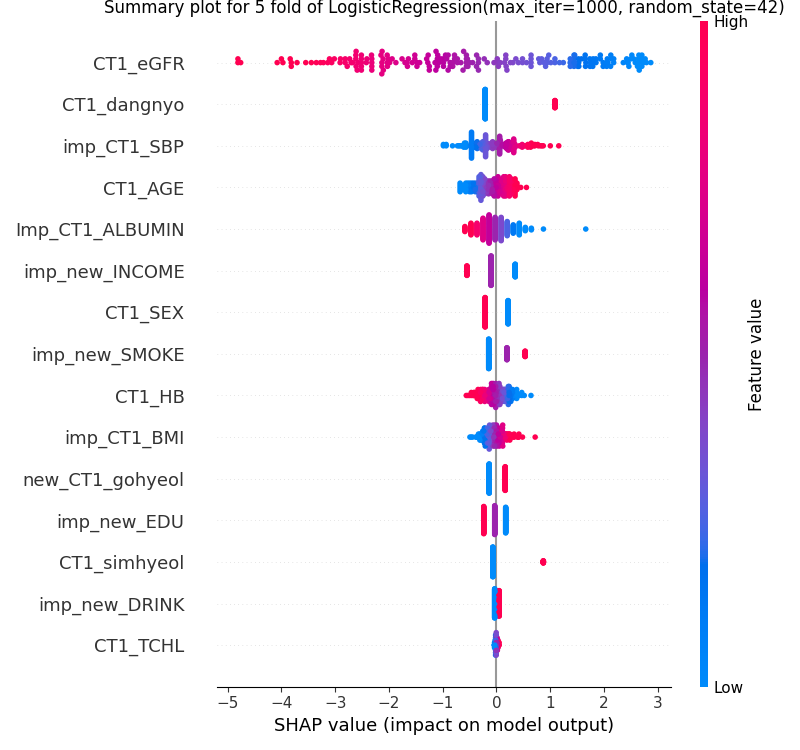 Summary plot for 5 fold of LogisticRegression(max_iter=1000, random_state=42)
High
CT1_eGFR
CT1_dangnyo
imp_CT1_SBP
CT1_AGE
Imp_CT1_ALBUMIN
imp_new_INCOME
CT1_SEX
imp_new_SMOKE
CT1_HB
imp_CT1_BMI
new_CT1_gohyeol
imp_new_EDU
CT1_simhyeol
imp_new_DRINK
CT1_TCHL
Feature value
Low
−5 −4 −3 −2 −1 0 1 2 3
SHAP value (impact on model output)